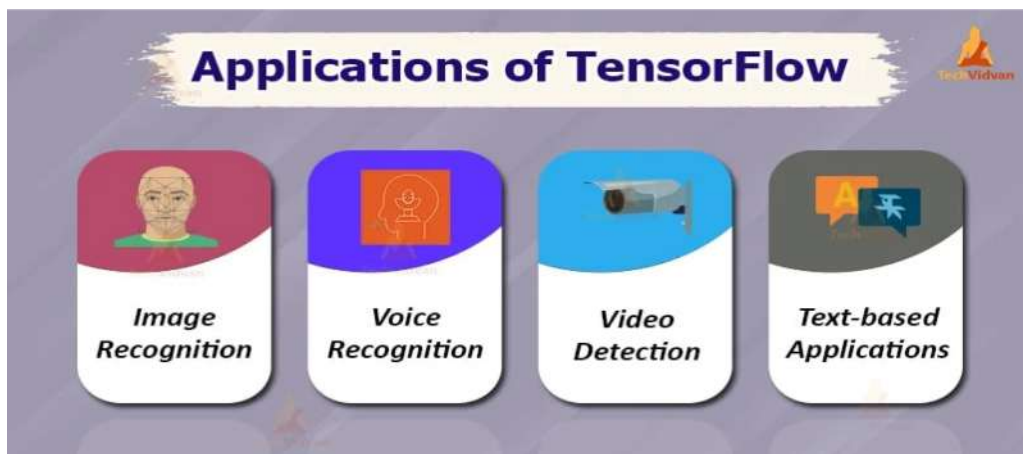 Applications of TensorFlow
TechVidvan
Image
Recognition
Voice
Recognition
Video
Detection
A
Text-based
Applications